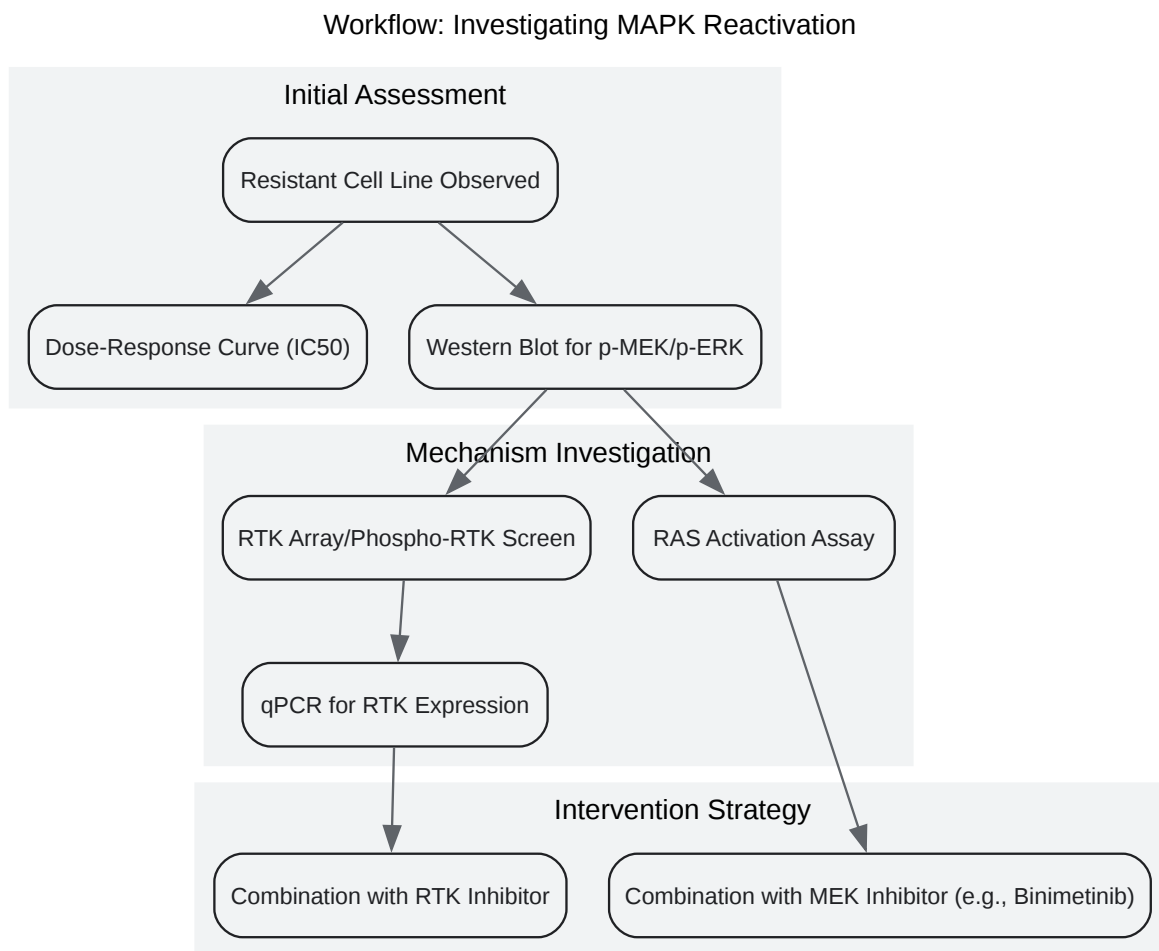 Workflow: Investigating MAPK Reactivation
Initial Assessment
Resistant Cell Line Observed
Dose-Response Curve (IC50)
Western Blot for p-MEK/p-ERK
Mechanism Investigation
RTK Array/Phospho-RTK Screen
RAS Activation Assay
qPCR for RTK Expression
Intervention Strategy
Combination with RTK Inhibitor
Combination with MEK Inhibitor (e.g., Binimetinib)